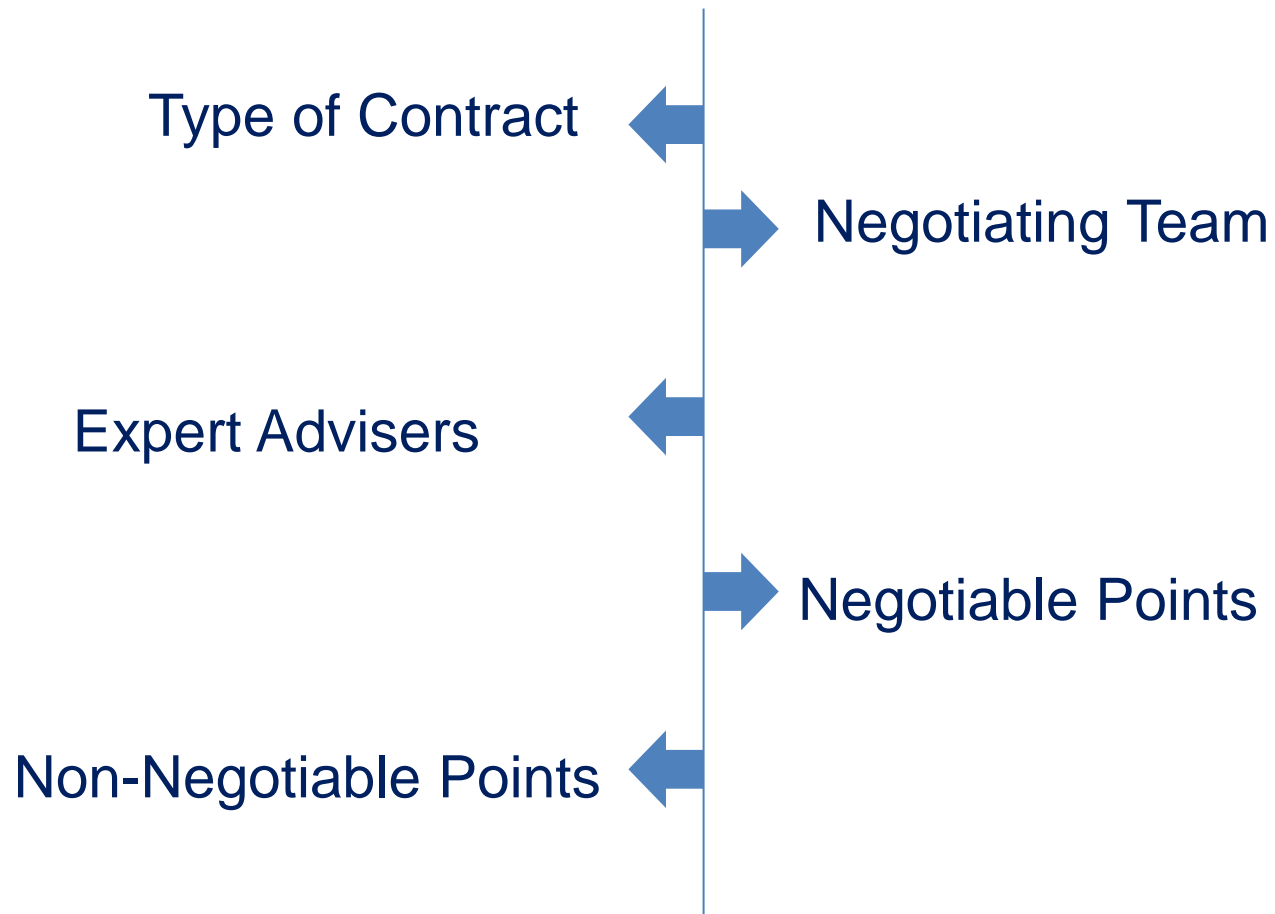 Type of Contract
Negotiating Team
Expert Advisers
Negotiable Points
Non-Negotiable Points